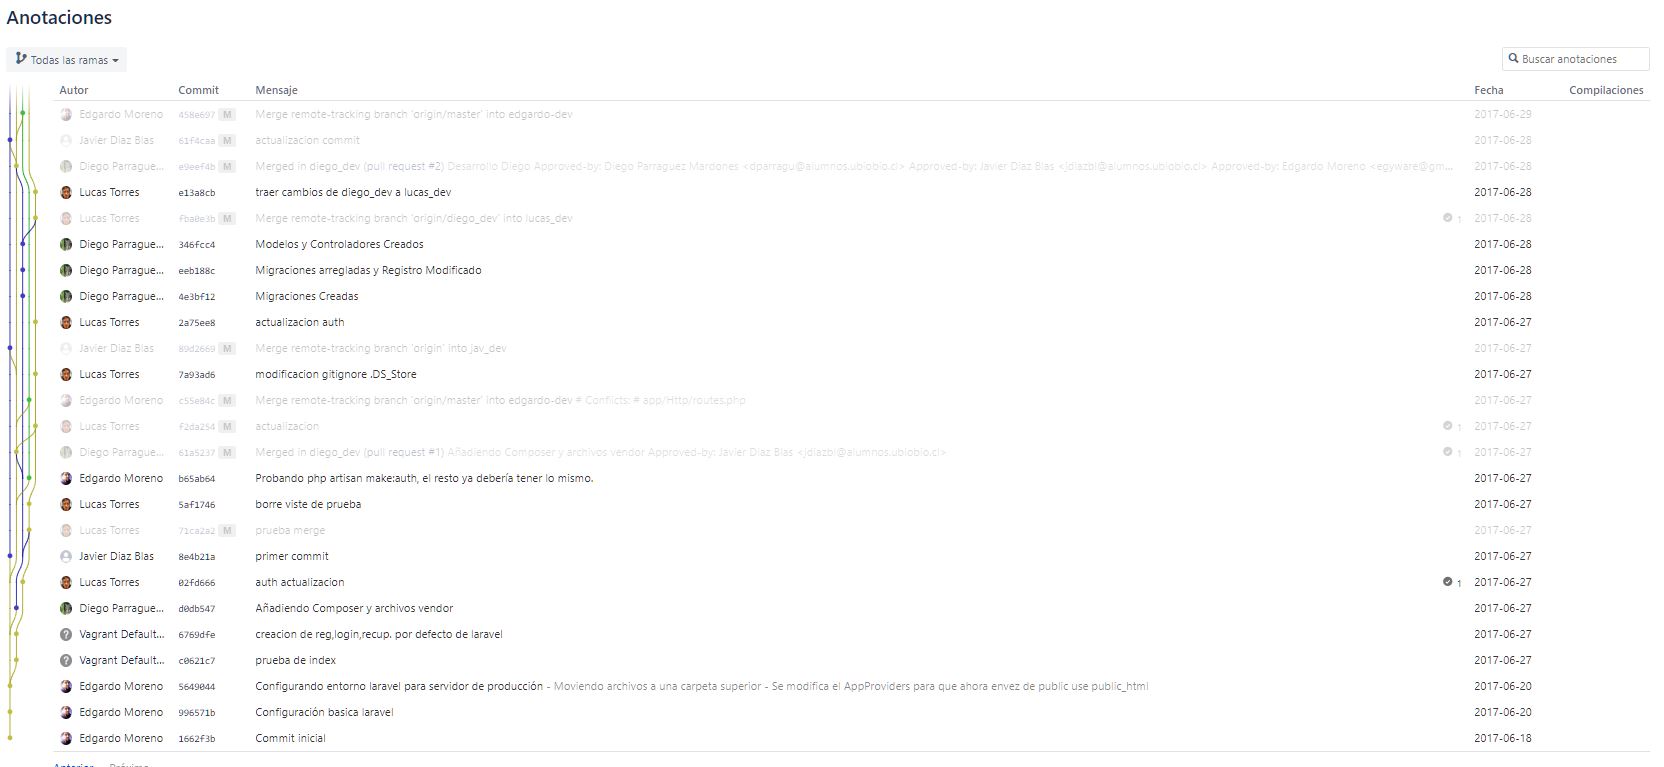 Anotaciones
Todas las ramas
Buscar anotaciones
Autor Commit Mensaje Fecha Compilaciones
Edgardo Moreno 458e697 M Merge remote-tracking branch 'origin/master' into edgardo-dev 2017-06-29
Javier Diaz Blas 61f4caa M actualizacion commit 2017-06-28
Diego Parrague... e9eef4b M Merged in diego_dev (pull request #2) Desarrollo Diego Approved-by: Diego Parraguez Mardones <dparragu@alumnos.ubiobio.cl> Approved-by: Javier Diaz Blas <jdiazbl@alumnos.ubiobio.cl> Approved-by: Edgardo Moreno <egyware@gm... 2017-06-28
Lucas Torres e13a8cb traer cambios de diego_dev a lucas_dev 2017-06-28
Lucas Torres fba0e3b M Merge remote-tracking branch 'origin/diego_dev' into lucas_dev 1 2017-06-28
Diego Parrague... 346fcc4 Modelos y Controladores Creados 2017-06-28
Diego Parrague... eeb188c Migraciones arregladas y Registro Modificado 2017-06-28
Diego Parrague... 4e3bf12 Migraciones Creadas 2017-06-28
Lucas Torres 2a75ee8 actualizacion auth 2017-06-27
Javier Diaz Blas 89d2669 M Merge remote-tracking branch 'origin' into jav_dev 2017-06-27
Lucas Torres 7a93ad6 modificacion gitignore .DS_Store 2017-06-27
Edgardo Moreno c55e84c M Merge remote-tracking branch 'origin/master' into edgardo-dev # Conflicts: # app/Http/routes.php 2017-06-27
Lucas Torres f2da254 M actualizacion 1 2017-06-27
Diego Parrague... 61a5237 M Merged in diego_dev (pull request #1) Añadiendo Composer y archivos vendor Approved-by: Javier Diaz Blas <jdiazbl@alumnos.ubiobio.cl> 1 2017-06-27
Edgardo Moreno b65ab64 Probando php artisan make:auth, el resto ya debería tener lo mismo. 2017-06-27
Lucas Torres 5af1746 borre viste de prueba 2017-06-27
Lucas Torres 71ca2a2 M prueba merge 2017-06-27
Javier Diaz Blas 8e4b21a primer commit 2017-06-27
Lucas Torres 02fd666 auth actualizacion 1 2017-06-27
Diego Parrague... d0db547 Añadiendo Composer y archivos vendor 2017-06-27
? Vagrant Default... 6769dfe creacion de reg,login,recup. por defecto de laravel 2017-06-27
? Vagrant Default... c0621c7 prueba de index 2017-06-27
Edgardo Moreno 5649044 Configurando entorno laravel para servidor de producción - Moviendo archivos a una carpeta superior - Se modifica el AppProviders para que ahora envez de public use public_html 2017-06-20
Edgardo Moreno 996571b Configuración basica laravel 2017-06-20
Edgardo Moreno 1662f3b Commit inicial 2017-06-18
Anterior Próximo